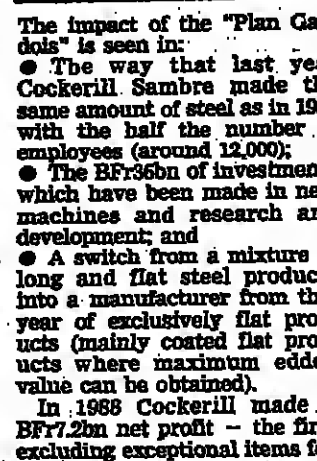 The impact of the "Plan Ga
dois" is seen in:
● The way that last yea
Cockerill Sambre made th
same amount of steel as in 19
with the half the number
employees (around 12,000);
● The BFr36bn of investmen
which have been made in ne
machines and research an
development; and
● A switch from a mixture
long and flat steel produc
into a manufacturer from th
year of exclusively flat pro
ucts (mainly coated flat pro
ucts where maximum edde
value can be obtained).
In 1988 Cockerill made
BFr7.2bn net profit — the fir
excluding exceptional items f